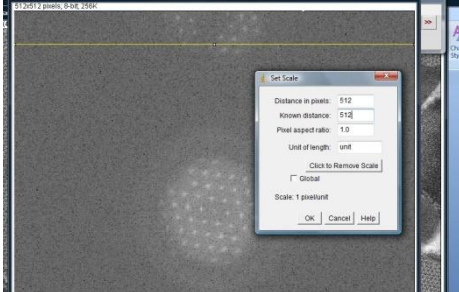 512x512 pixels; 8-bit; 256K
>>
Set Scale
Distance in pixels: 512
Known distance: 512
Pixel aspect ratio: 1.0
Unit of length: unit
Click to Remove Scale
Global
Scale: 1 pixel/unit
OK Cancel Help